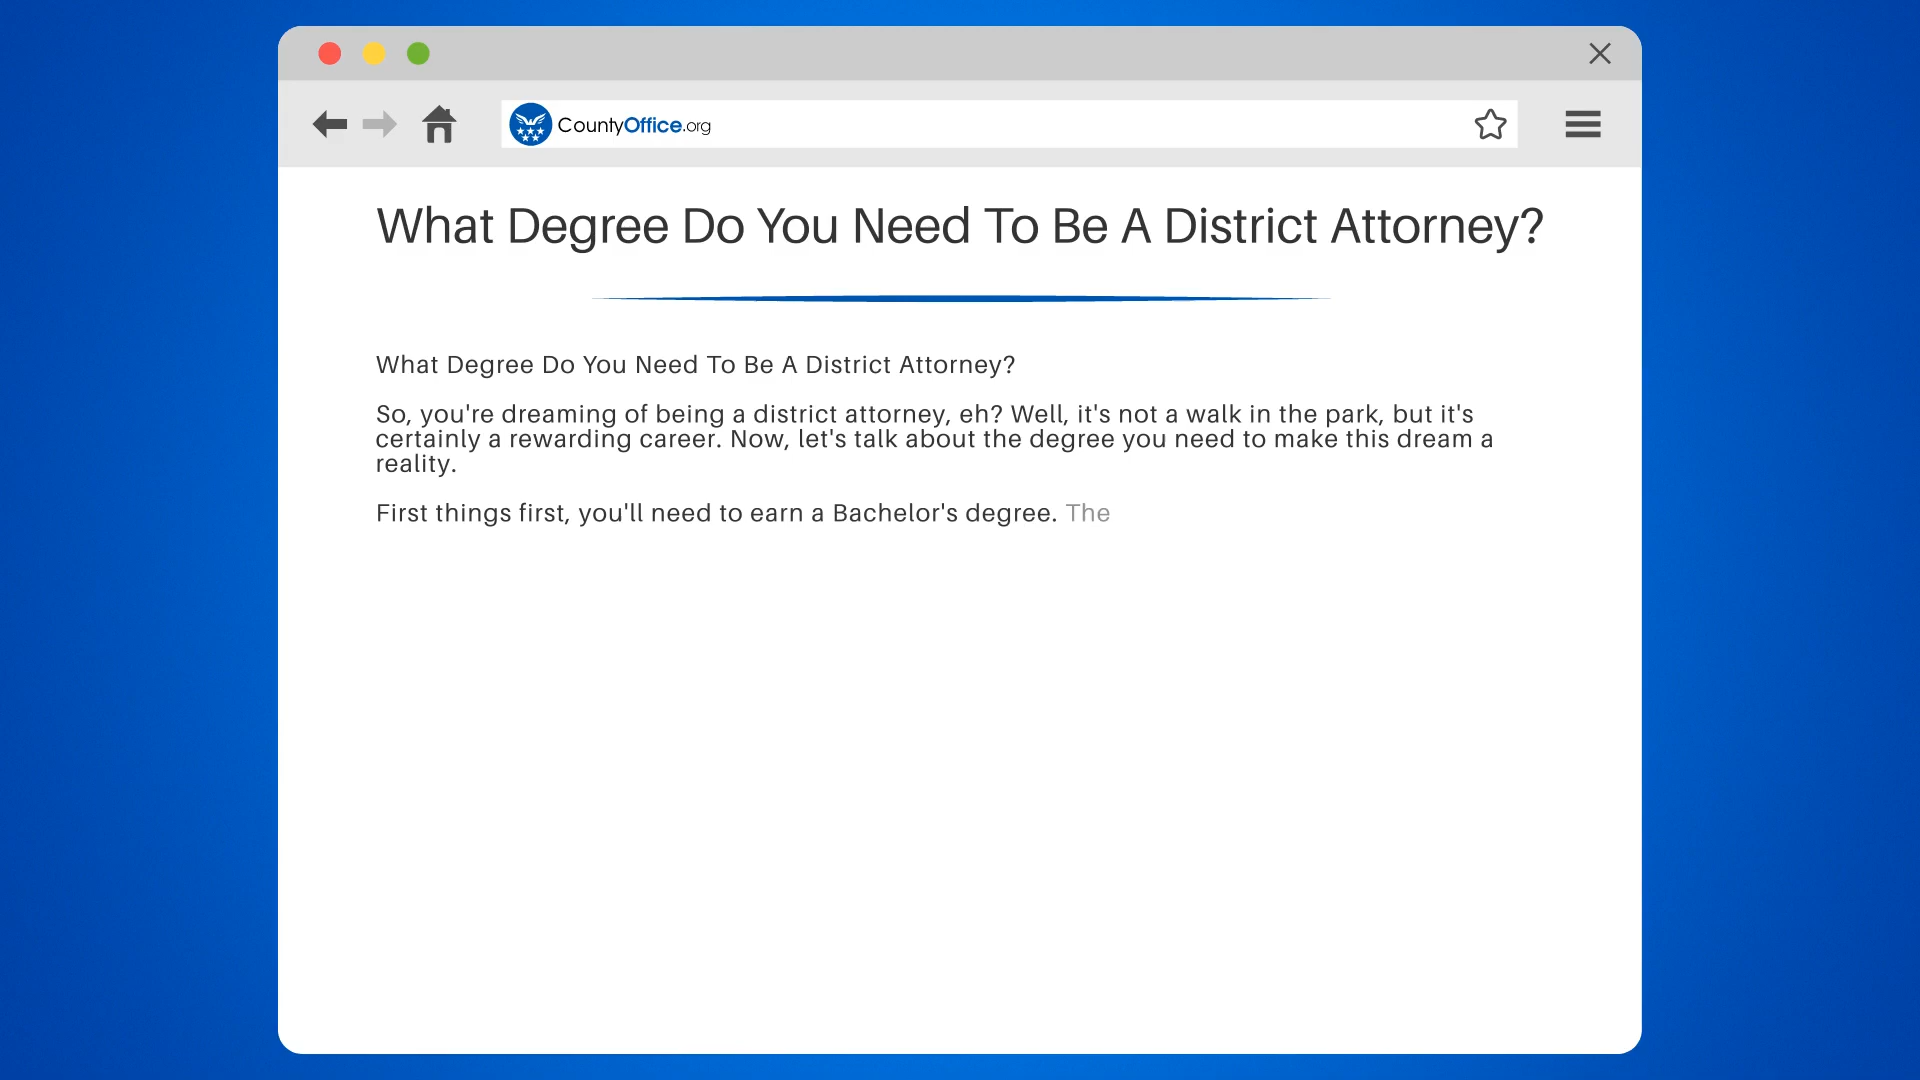 CountyOffice.org
What Degree Do You Need To Be A District Attorney?
What Degree Do You Need To Be A District Attorney?
So, you're dreaming of being a district attorney, eh? Well, it's not a walk in the park, but it's
certainly a rewarding career. Now, let's talk about the degree you need to make this dream a
reality.
First things first, you'll need to earn a Bachelor's degree. The